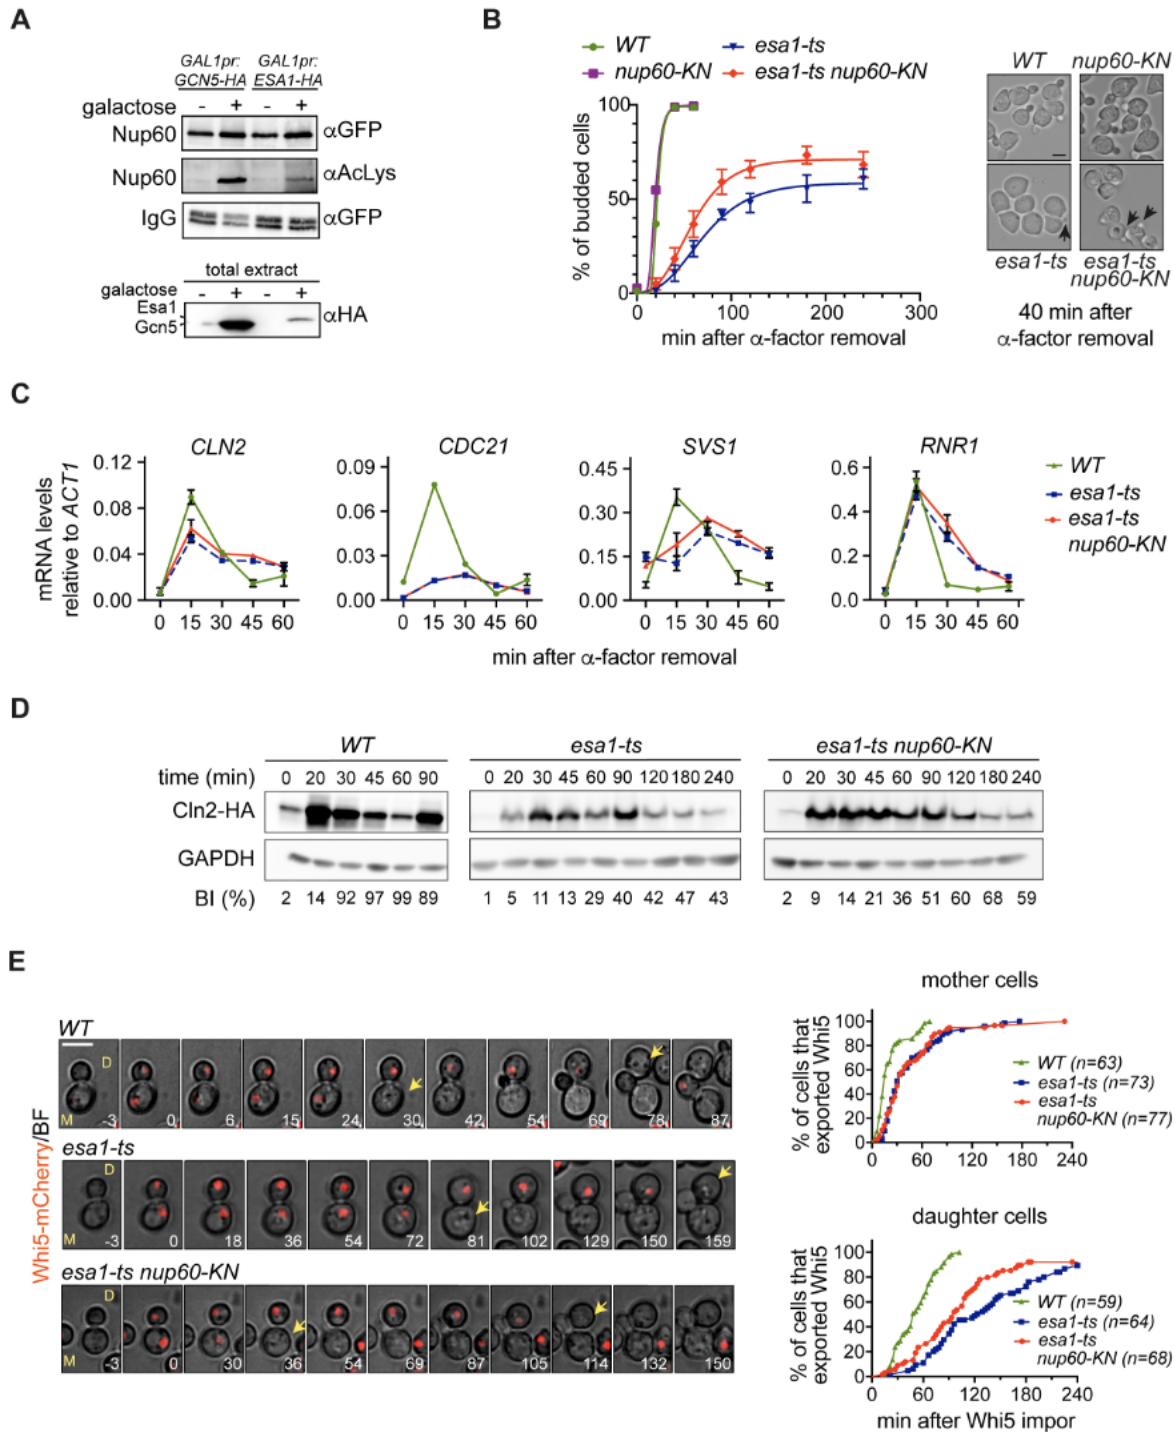 A
GAL1pr: GAL1pr:
GCN5-HA ESA1-HA
galactose - + - +
Nup60 αGFP
Nup60 αAcLys
IgG αGFP
total extract
galactose - + - +
Esa1
Gcn5 αHA
B
WT esa1-ts
nup60-KN esa1-ts nup60-KN
% of budded cells
100
50
0
0 100 200 300
min after α-factor removal
WT nup60-KN
esa1-ts esa1-ts
nup60-KN
40 min after
α-factor removal
C
mRNA levels
relative to ACT1
CLN2
0.12
0.08
0.04
0.00
0 15 30 45 60
CDC21
0.09
0.06
0.03
0.00
0 15 30 45 60
SVS1
0.45
0.30
0.15
0.00
0 15 30 45 60
RNR1
0.6
0.4
0.2
0.0
0 15 30 45 60
WT
esa1-ts
esa1-ts
nup60-KN
min after α-factor removal
D
WT esa1-ts esa1-ts nup60-KN
time (min) 0 20 30 45 60 90 0 20 30 45 60 90 120 180 240 0 20 30 45 60 90 120 180 240
Cln2-HA
GAPDH
BI (%) 2 14 92 97 99 89 1 5 11 13 29 40 42 47 43 2 9 14 21 36 51 60 68 59
E
Whi5-mCherry/BF
WT
D
M -3 0 6 15 24 30 42 54 69 78 87
esa1-ts
D
M -3 0 18 36 54 72 81 102 129 150 159
esa1-ts nup60-KN
D
M -3 0 30 36 54 69 87 105 114 132 150
mother cells
% of cells that
exported Whi5
100
80
60
40
20
0
0 60 120 180 240
WT (n=63)
esa1-ts (n=73)
esa1-ts
nup60-KN (n=77)
daughter cells
% of cells that
exported Whi5
100
80
60
40
20
0
0 60 120 180 240
WT (n=59)
esa1-ts (n=64)
esa1-ts
nup60-KN (n=68)
min after Whi5 impor